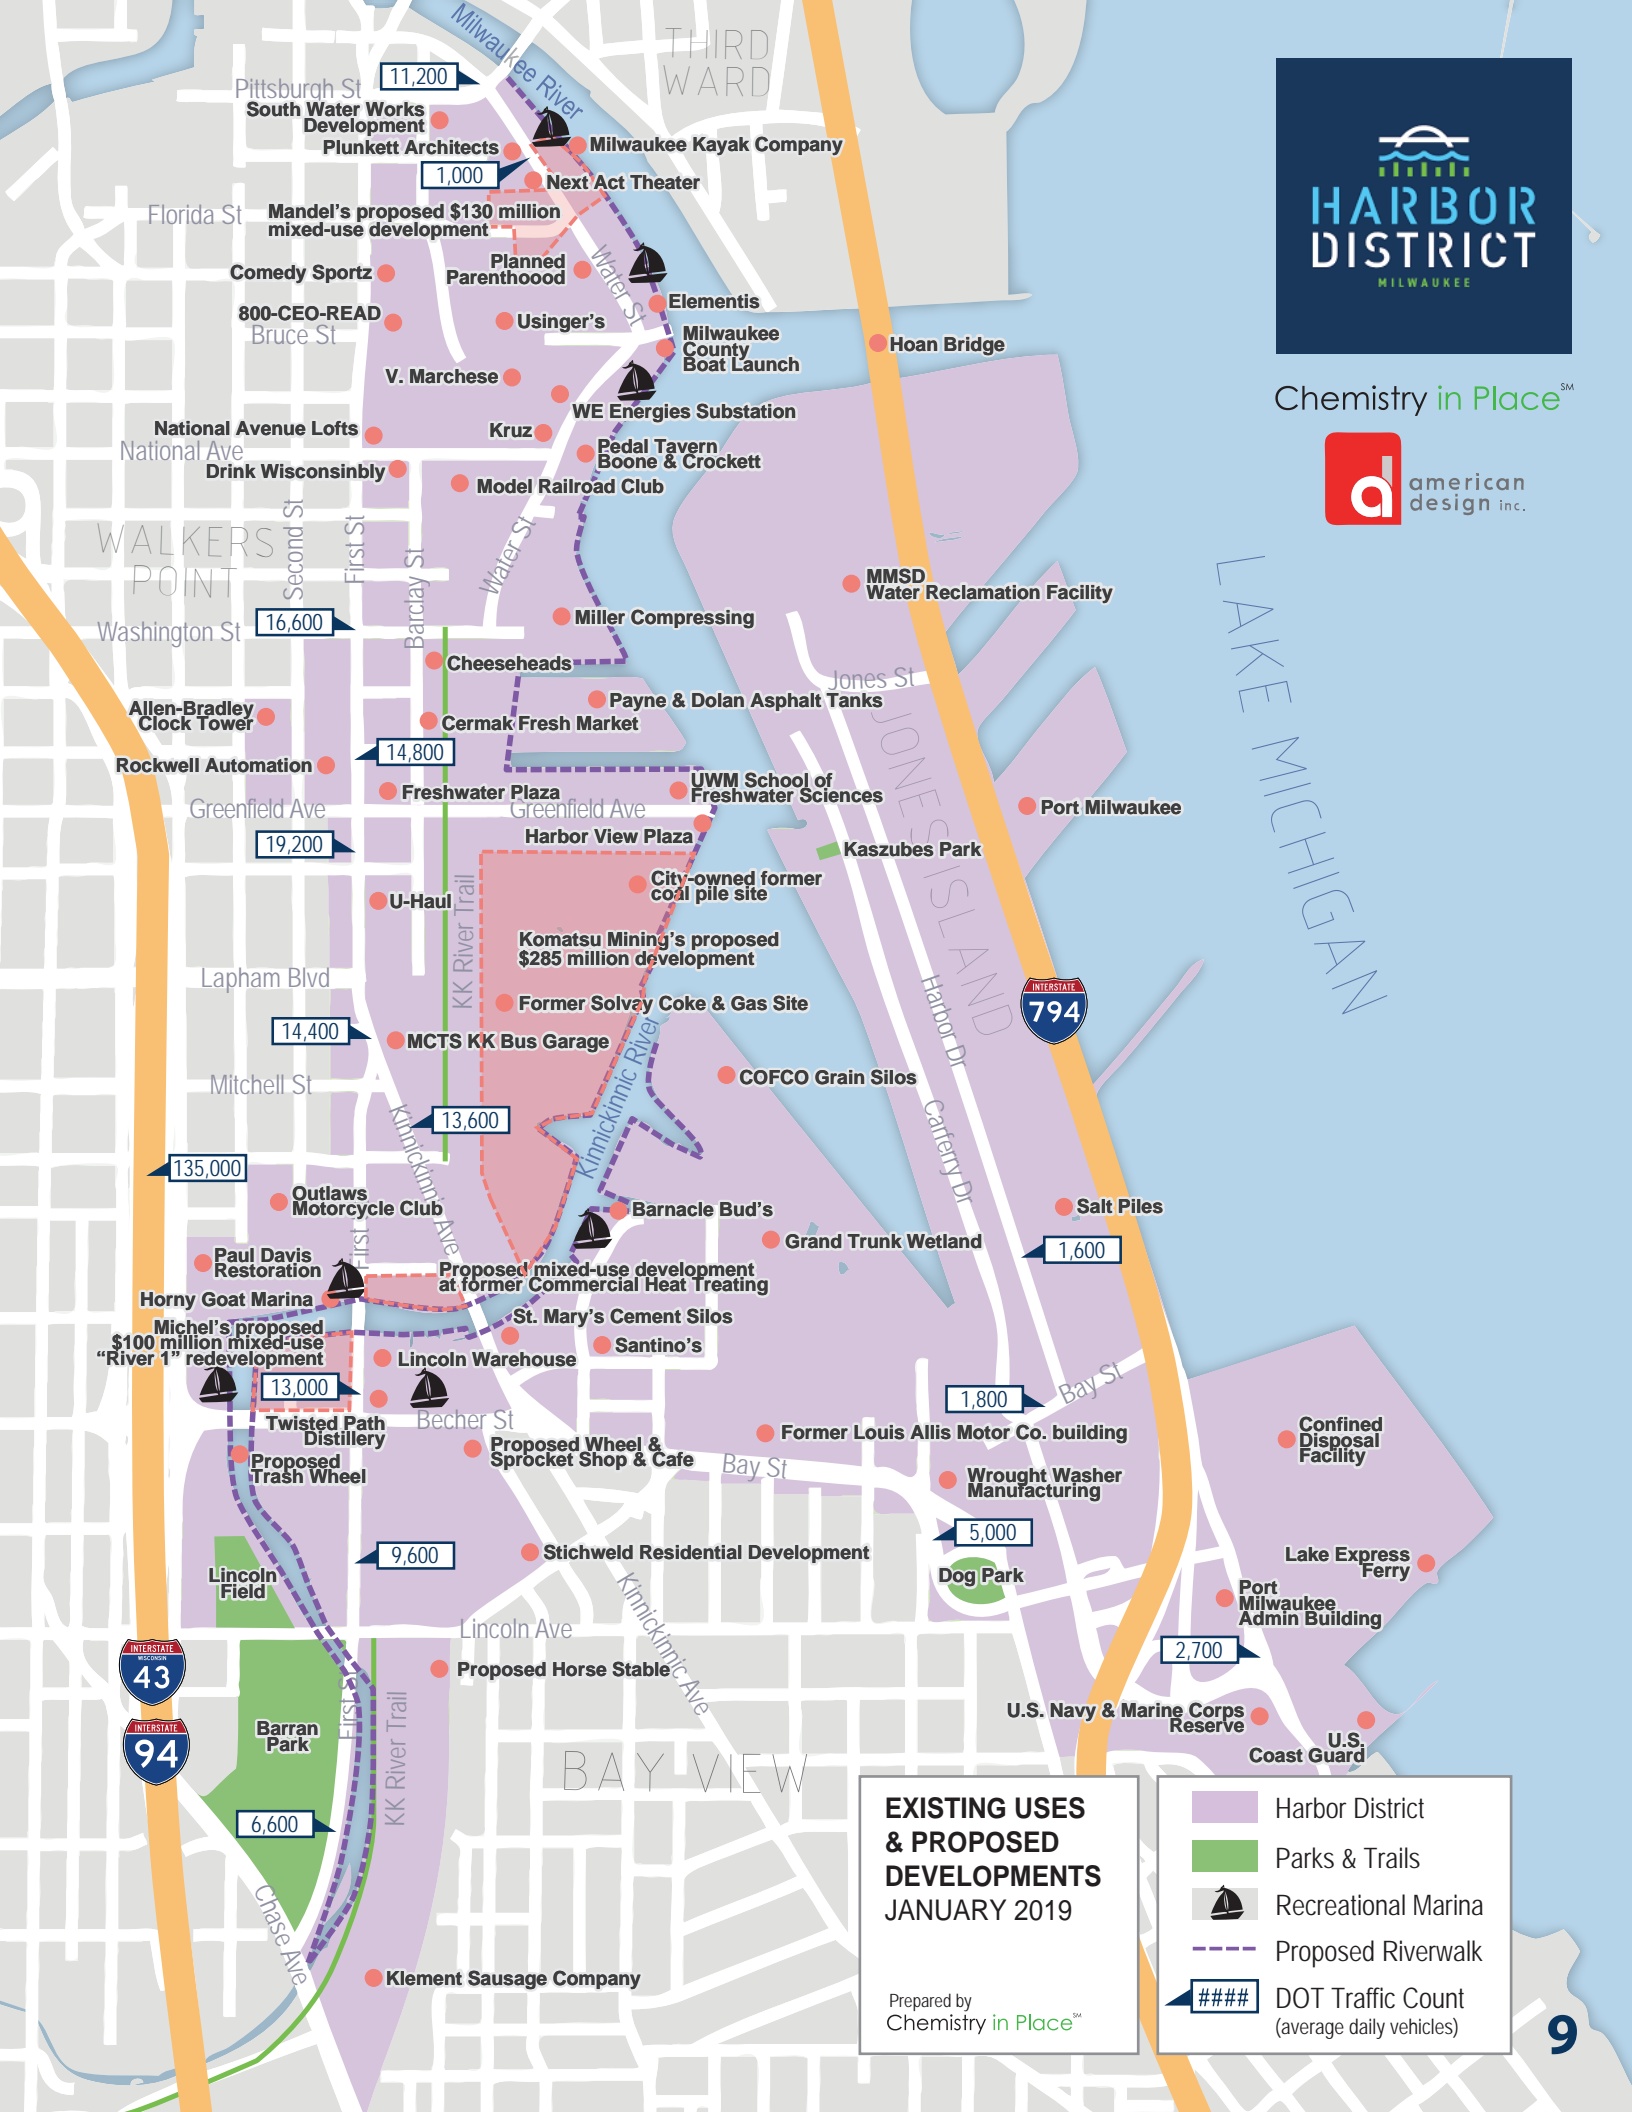 Milwaukee River
THIRD
WARD
11,200
Pittsburgh St
South Water Works
Development
Plunkett Architects
Milwaukee Kayak Company
1,000
Next Act Theater
Florida St
Mandel's proposed $130 million
mixed-use development
Water St
Comedy Sportz
Planned
Parenthoood
Elementis
800-CEO-READ
Bruce St
Usinger's
Milwaukee
County
Boat Launch
Hoan Bridge
V. Marchese
WE Energies Substation
National Avenue Lofts
National Ave
Kruz
Pedal Tavern
Boone & Crockett
Drink Wisconsinbly
Model Railroad Club
HARBOR
DISTRICT
MILWAUKEE
Chemistry in Place℠
ad
american
design inc.
WALKERS
POINT
Second St
First St
Barclay St
Water St
MMSD
Water Reclamation Facility
LAKE MICHIGAN
16,600
Washington St
Miller Compressing
Cheeseheads
Jones St
Allen-Bradley
Clock Tower
Payne & Dolan Asphalt Tanks
Cermak Fresh Market
JONES ISLAND
14,800
Rockwell Automation
Freshwater Plaza
UWM School of
Freshwater Sciences
Port Milwaukee
Greenfield Ave
Greenfield Ave
Harbor View Plaza
19,200
Kaszubes Park
City-owned former
coal pile site
U-Haul
KK River Trail
Komatsu Mining's proposed
$285 million development
Lapham Blvd
Former Solvay Coke & Gas Site
Harbor Dr
INTERSTATE
794
14,400
MCTS KK Bus Garage
Kinnickinnic River
COFCO Grain Silos
Mitchell St
Kinnickinnic Ave
13,600
Carferry Dr
135,000
Outlaws
Motorcycle Club
Barnacle Bud's
Salt Piles
First
Grand Trunk Wetland
1,600
Paul Davis
Restoration
Proposed mixed-use development
at former Commercial Heat Treating
Horny Goat Marina
St. Mary's Cement Silos
Michel's proposed
$100 million mixed-use
"River 1" redevelopment
Santino's
Lincoln Warehouse
13,000
Bay St
1,800
Twisted Path
Distillery
Becher St
Former Louis Allis Motor Co. building
Confined
Disposal
Facility
Proposed
Trash Wheel
Proposed Wheel &
Sprocket Shop & Cafe
Bay St
Wrought Washer
Manufacturing
5,000
9,600
Stichweld Residential Development
Lake Express
Ferry
Lincoln
Field
Dog Park
Port
Milwaukee
Admin Building
Kinnickinnic Ave
Lincoln Ave
2,700
INTERSTATE
WISCONSIN
43
Proposed Horse Stable
First St
KK River Trail
U.S. Navy & Marine Corps
Reserve
U.S.
Coast Guard
INTERSTATE
94
Barran
Park
BAY VIEW
6,600
Chase Ave
Klement Sausage Company
EXISTING USES
& PROPOSED
DEVELOPMENTS
JANUARY 2019
Prepared by
Chemistry in Place℠
Harbor District
Parks & Trails
Recreational Marina
Proposed Riverwalk
####
DOT Traffic Count
(average daily vehicles)
9